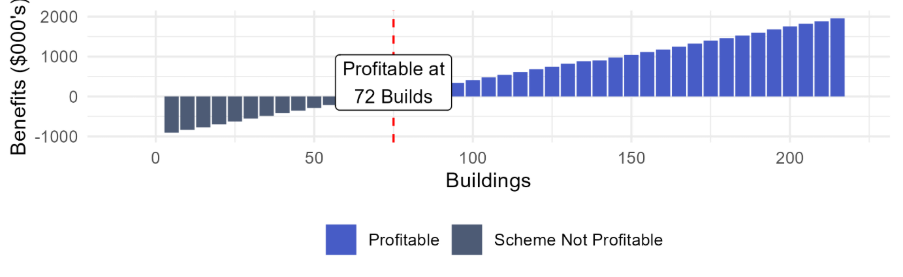 Benefits ($000's)
2000
1000
0
-1000
Profitable at
72 Builds
0 50 100 150 200
Buildings
Profitable Scheme Not Profitable